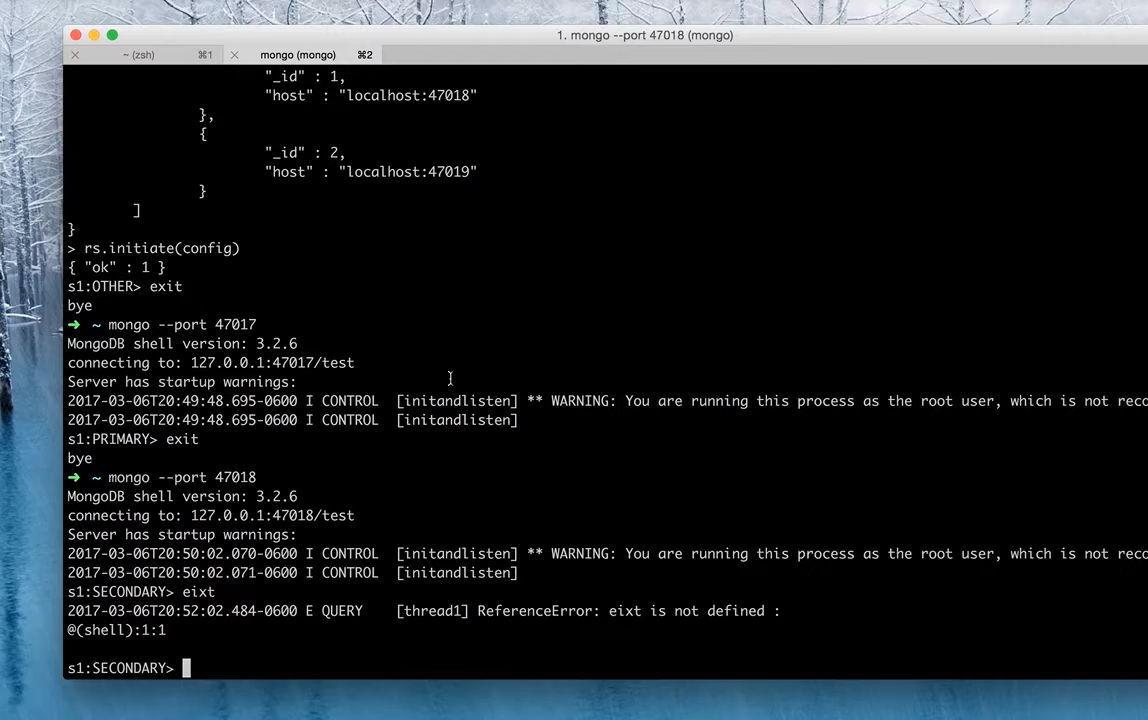 1. mongo --port 47018 (mongo)
~ (zsh) ⌘1 mongo (mongo) ⌘2
"_id" : 1,
"host" : "localhost:47018"
},
{
"_id" : 2,
"host" : "localhost:47019"
}
]
}
> rs.initiate(config)
{ "ok" : 1 }
s1:OTHER> exit
bye
➜ ~ mongo --port 47017
MongoDB shell version: 3.2.6
connecting to: 127.0.0.1:47017/test
Server has startup warnings:
2017-03-06T20:49:48.695-0600 I CONTROL [initandlisten] ** WARNING: You are running this process as the root user, which is not reco
2017-03-06T20:49:48.695-0600 I CONTROL [initandlisten]
s1:PRIMARY> exit
bye
➜ ~ mongo --port 47018
MongoDB shell version: 3.2.6
connecting to: 127.0.0.1:47018/test
Server has startup warnings:
2017-03-06T20:50:02.070-0600 I CONTROL [initandlisten] ** WARNING: You are running this process as the root user, which is not reco
2017-03-06T20:50:02.071-0600 I CONTROL [initandlisten]
s1:SECONDARY> eixt
2017-03-06T20:52:02.484-0600 E QUERY [thread1] ReferenceError: eixt is not defined :
@(shell):1:1
s1:SECONDARY>